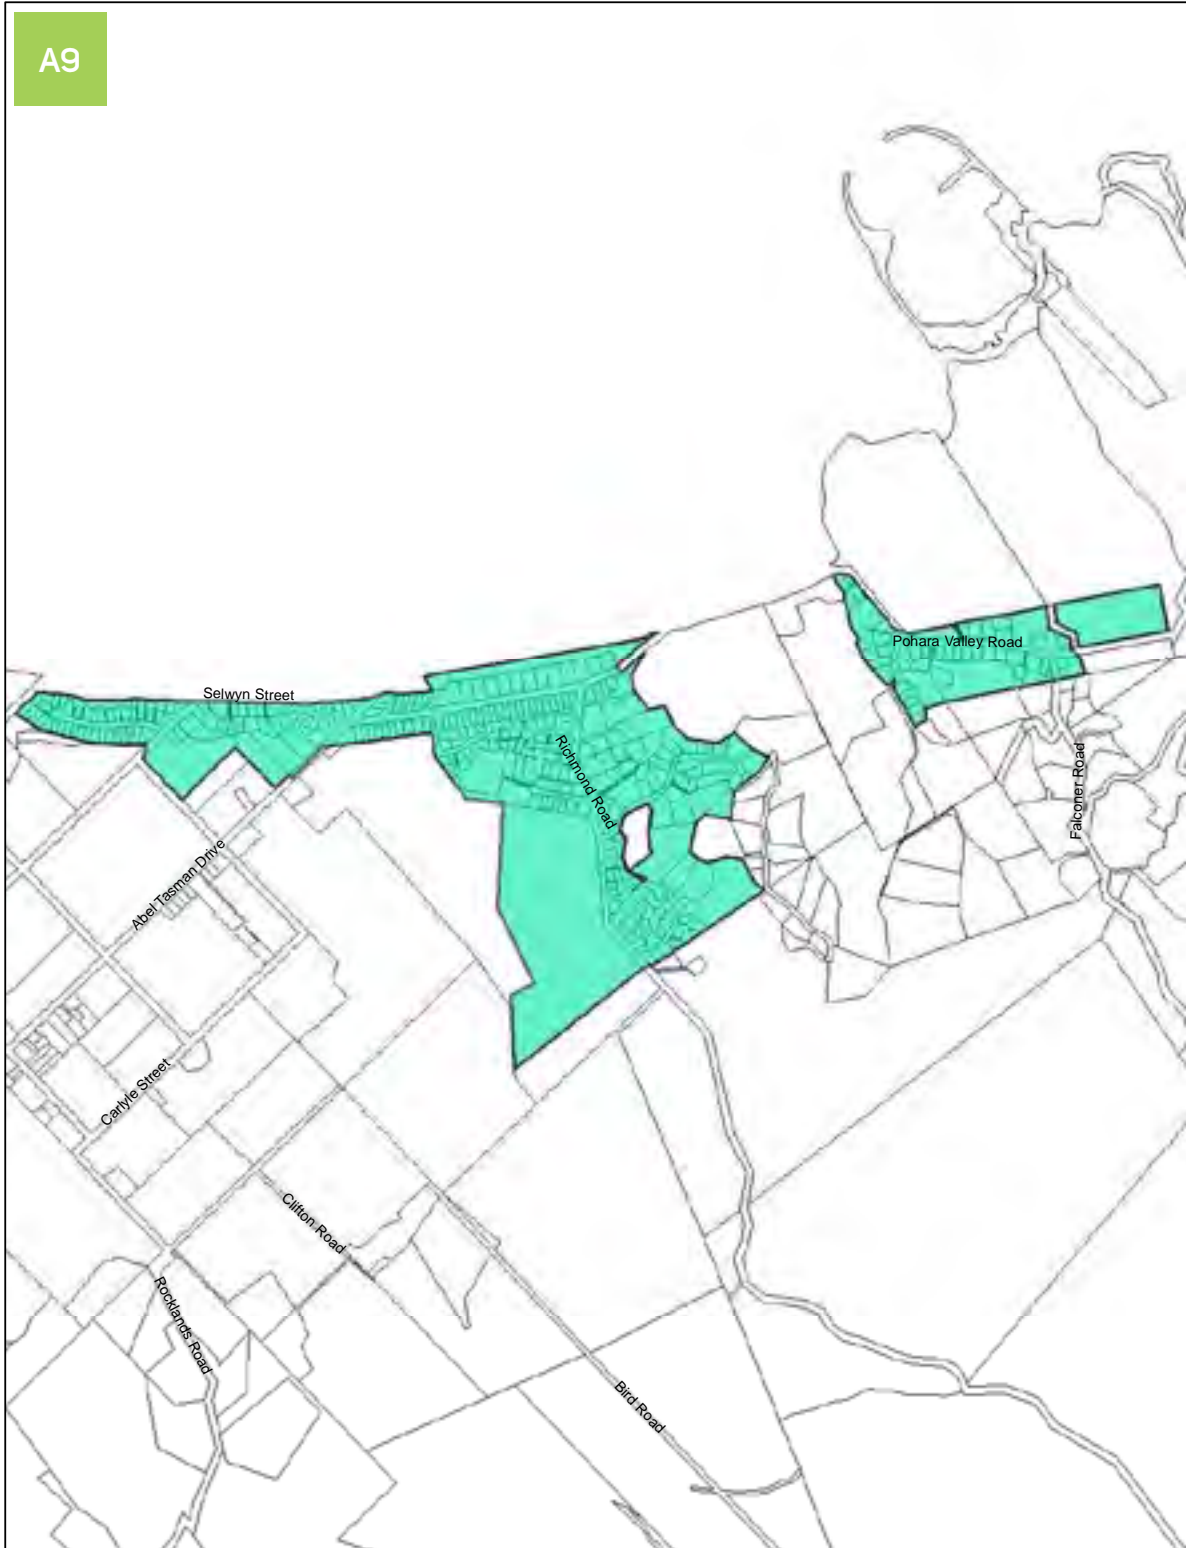 A9
Pohara Valley Road
Selwyn Street
Richmond Road
Falconer Road
Abel Tasman Drive
Carlyle Street
Clifton Road
Rocklands Road
Bird Road